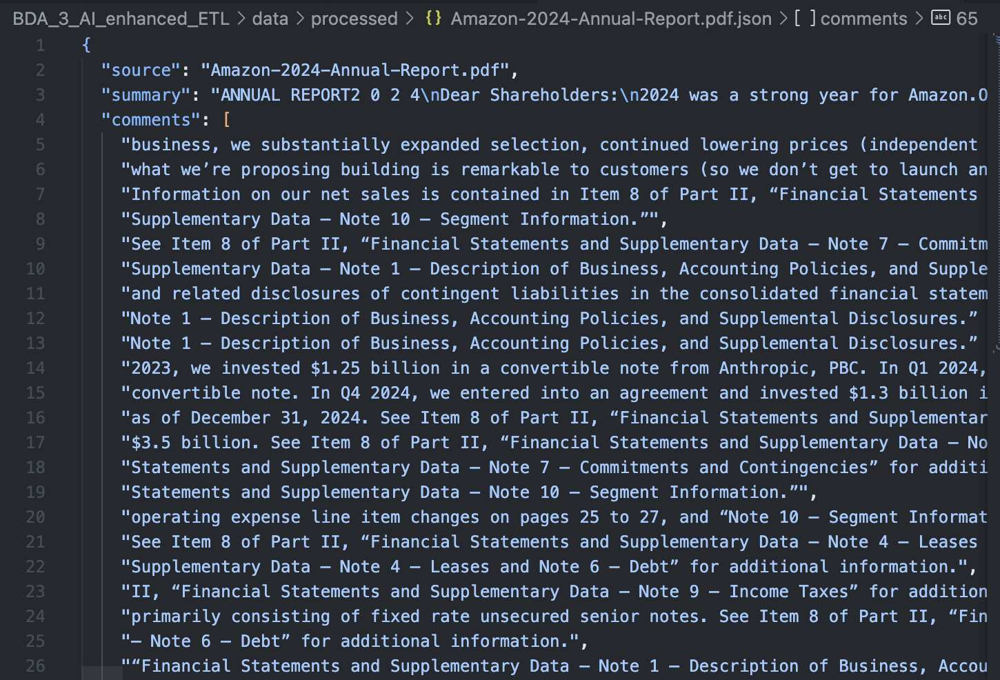 BDA_3_AI_enhanced_ETL > data > processed > {} Amazon-2024-Annual-Report.pdf.json > [ ] comments > abc 65
1 {
2 "source": "Amazon-2024-Annual-Report.pdf",
3 "summary": "ANNUAL REPORT2 0 2 4\nDear Shareholders:\n2024 was a strong year for Amazon.O
4 "comments": [
5 "business, we substantially expanded selection, continued lowering prices (independent
6 "what we’re proposing building is remarkable to customers (so we don’t get to launch an
7 "Information on our net sales is contained in Item 8 of Part II, “Financial Statements
8 "Supplementary Data — Note 10 — Segment Information.”",
9 "See Item 8 of Part II, “Financial Statements and Supplementary Data — Note 7 — Commitm
10 "Supplementary Data — Note 1 — Description of Business, Accounting Policies, and Supple
11 "and related disclosures of contingent liabilities in the consolidated financial statem
12 "Note 1 — Description of Business, Accounting Policies, and Supplemental Disclosures.”
13 "Note 1 — Description of Business, Accounting Policies, and Supplemental Disclosures.”
14 "2023, we invested $1.25 billion in a convertible note from Anthropic, PBC. In Q1 2024,
15 "convertible note. In Q4 2024, we entered into an agreement and invested $1.3 billion i
16 "as of December 31, 2024. See Item 8 of Part II, “Financial Statements and Supplementar
17 "$3.5 billion. See Item 8 of Part II, “Financial Statements and Supplementary Data — No
18 "Statements and Supplementary Data — Note 7 — Commitments and Contingencies” for additi
19 "Statements and Supplementary Data — Note 10 — Segment Information.”",
20 "operating expense line item changes on pages 25 to 27, and “Note 10 — Segment Informat
21 "See Item 8 of Part II, “Financial Statements and Supplementary Data — Note 4 — Leases
22 "Supplementary Data — Note 4 — Leases and Note 6 — Debt” for additional information.",
23 "II, “Financial Statements and Supplementary Data — Note 9 — Income Taxes” for addition
24 "primarily consisting of fixed rate unsecured senior notes. See Item 8 of Part II, “Fin
25 "— Note 6 — Debt” for additional information.",
26 "“Financial Statements and Supplementary Data — Note 1 — Description of Business, Accou